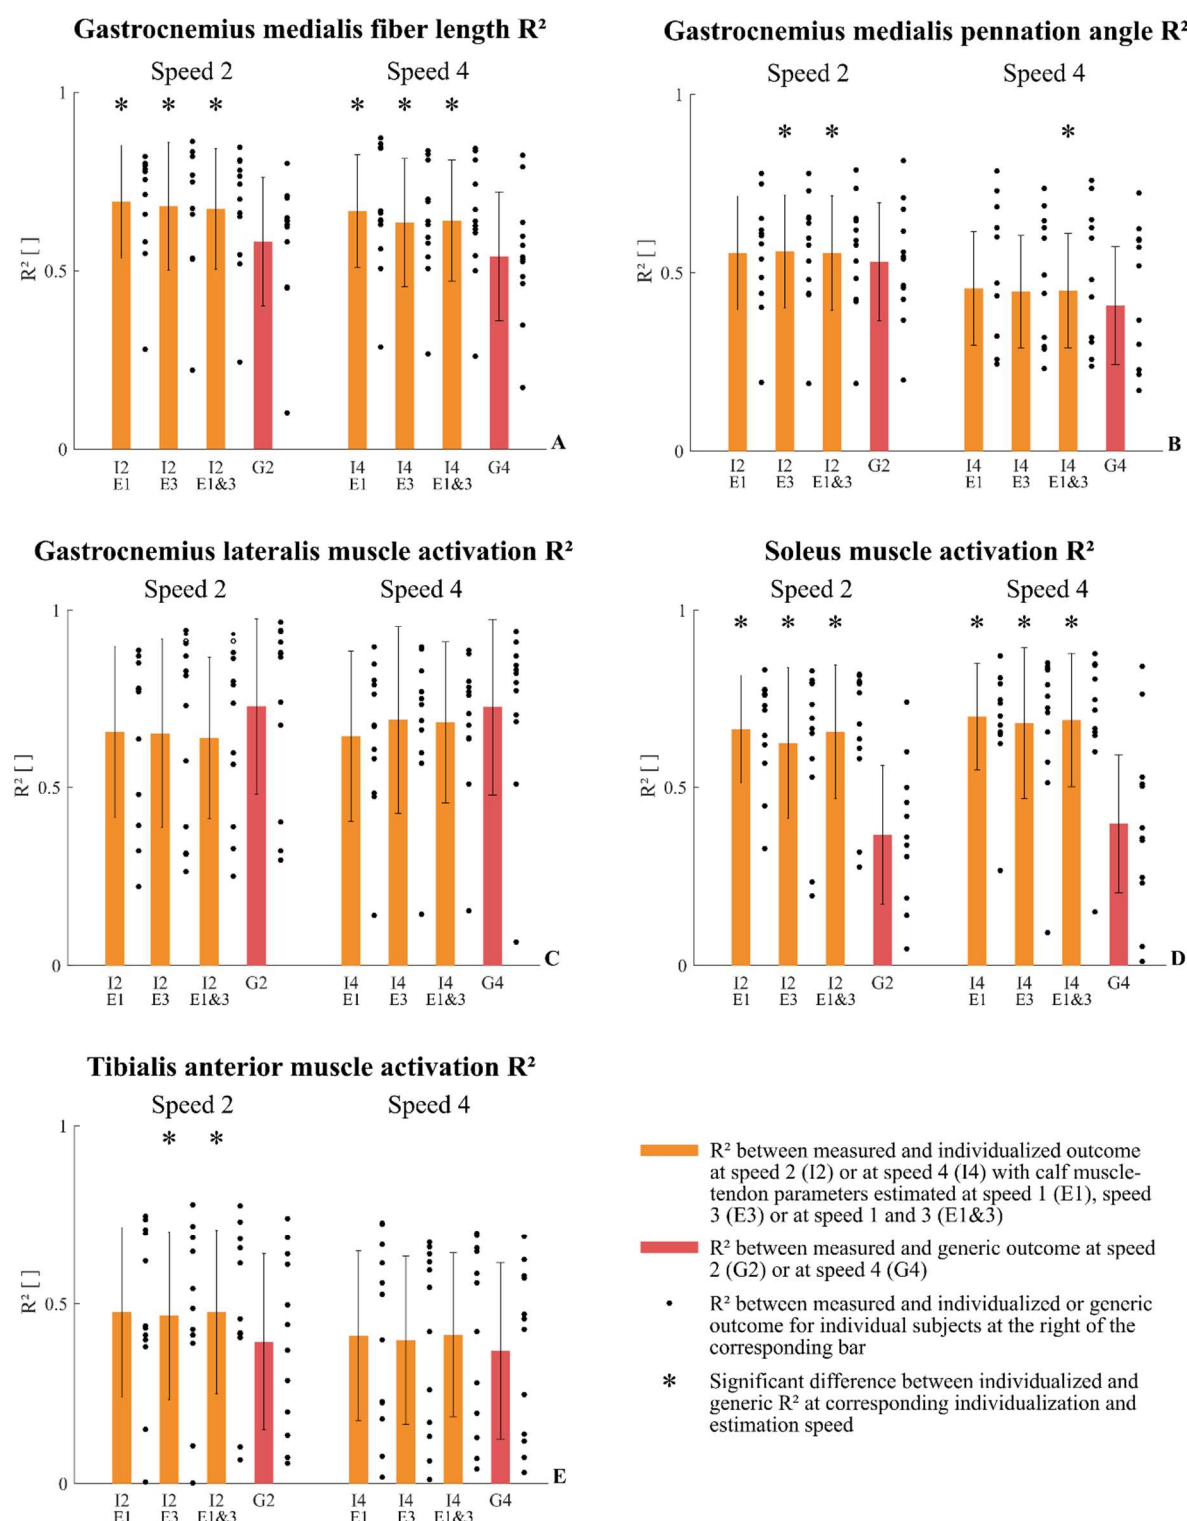 Gastrocnemius medialis fiber length R²
Speed 2
Speed 4
1
* * * * * *
R² [ ]
0.5
0
A
I2 I2 I2 G2 I4 I4 I4 G4
E1 E3 E1&3 E1 E3 E1&3
Gastrocnemius medialis pennation angle R²
Speed 2
Speed 4
1
* * *
R² [ ]
0.5
0
B
I2 I2 I2 G2 I4 I4 I4 G4
E1 E3 E1&3 E1 E3 E1&3
Gastrocnemius lateralis muscle activation R²
Speed 2
Speed 4
1
R² [ ]
0.5
0
C
I2 I2 I2 G2 I4 I4 I4 G4
E1 E3 E1&3 E1 E3 E1&3
Soleus muscle activation R²
Speed 2
Speed 4
1
* * * * * *
R² [ ]
0.5
0
D
I2 I2 I2 G2 I4 I4 I4 G4
E1 E3 E1&3 E1 E3 E1&3
Tibialis anterior muscle activation R²
Speed 2
Speed 4
1
* *
R² [ ]
0.5
0
E
I2 I2 I2 G2 I4 I4 I4 G4
E1 E3 E1&3 E1 E3 E1&3
R² between measured and individualized outcome
at speed 2 (I2) or at speed 4 (I4) with calf muscle-
tendon parameters estimated at speed 1 (E1), speed
3 (E3) or at speed 1 and 3 (E1&3)
R² between measured and generic outcome at speed
2 (G2) or at speed 4 (G4)
R² between measured and individualized or generic
outcome for individual subjects at the right of the
corresponding bar
* Significant difference between individualized and
generic R² at corresponding individualization and
estimation speed